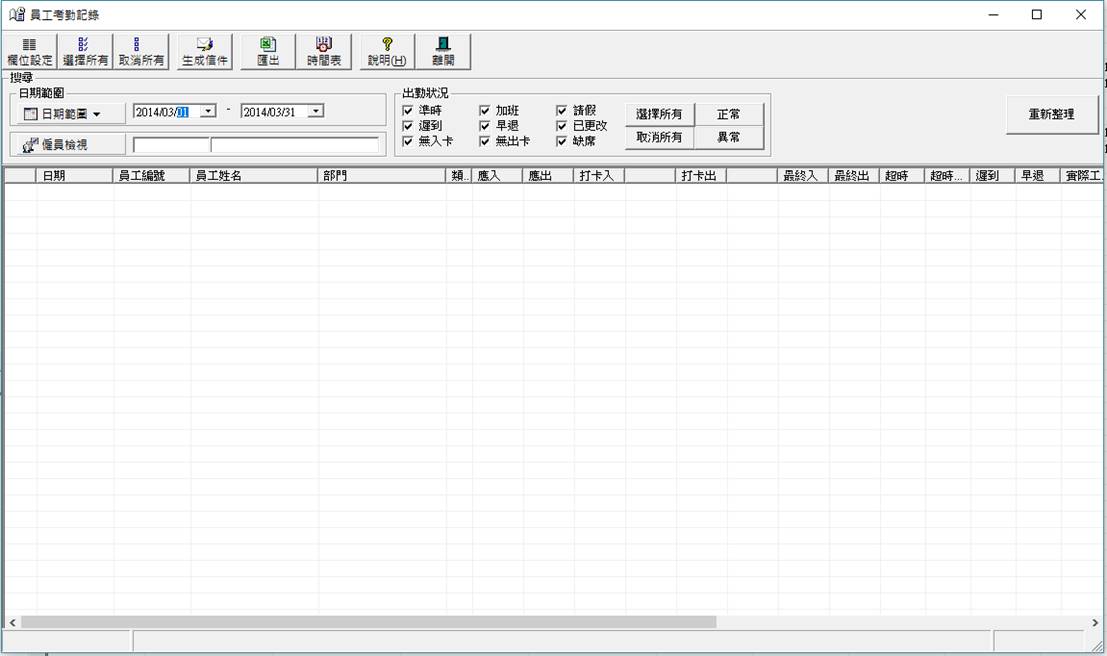 員工考勤記錄
欄位設定 選擇所有 取消所有 生成信件 匯出 時間表 說明(H) 離開
搜尋
日期範圍 出勤狀況
日期範圍 2014/03/01 - 2014/03/31
準時 加班 請假 選擇所有 正常 重新整理
遲到 早退 已更改
僱員檢視 無入卡 無出卡 缺席 取消所有 異常
日期 員工編號 員工姓名 部門 類.. 應入 應出 打卡入 打卡出 最終入 最終出 超時 超時... 遲到 早退 實際工